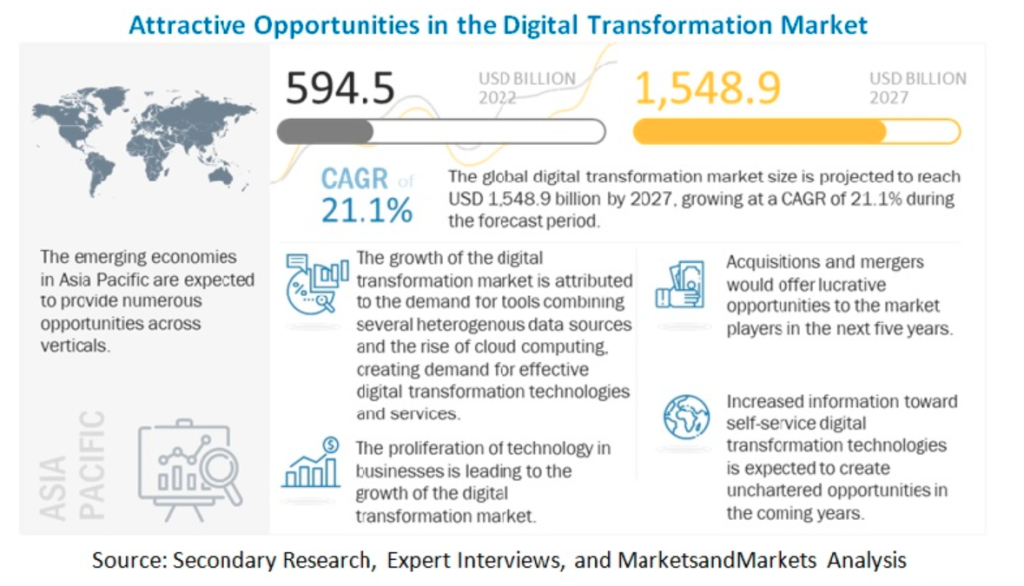 Attractive Opportunities in the Digital Transformation Market
594.5
USD BILLION
2022
1,548.9
USD BILLION
2027
CAGR of
21.1%
The global digital transformation market size is projected to reach
USD 1,548.9 billion by 2027, growing at a CAGR of 21.1% during
the forecast period.
The emerging economies
in Asia Pacific are expected
to provide numerous
opportunities across
verticals.
ASIA
PACIFIC
The growth of the digital
transformation market is attributed
to the demand for tools combining
several heterogenous data sources
and the rise of cloud computing,
creating demand for effective
digital transformation technologies
and services.
The proliferation of technology in
businesses is leading to the
growth of the digital
transformation market.
Acquisitions and mergers
would offer lucrative
opportunities to the market
players in the next five years.
Increased information toward
self-service digital
transformation technologies
is expected to create
unchartered opportunities in
the coming years.
Source: Secondary Research, Expert Interviews, and MarketsandMarkets Analysis